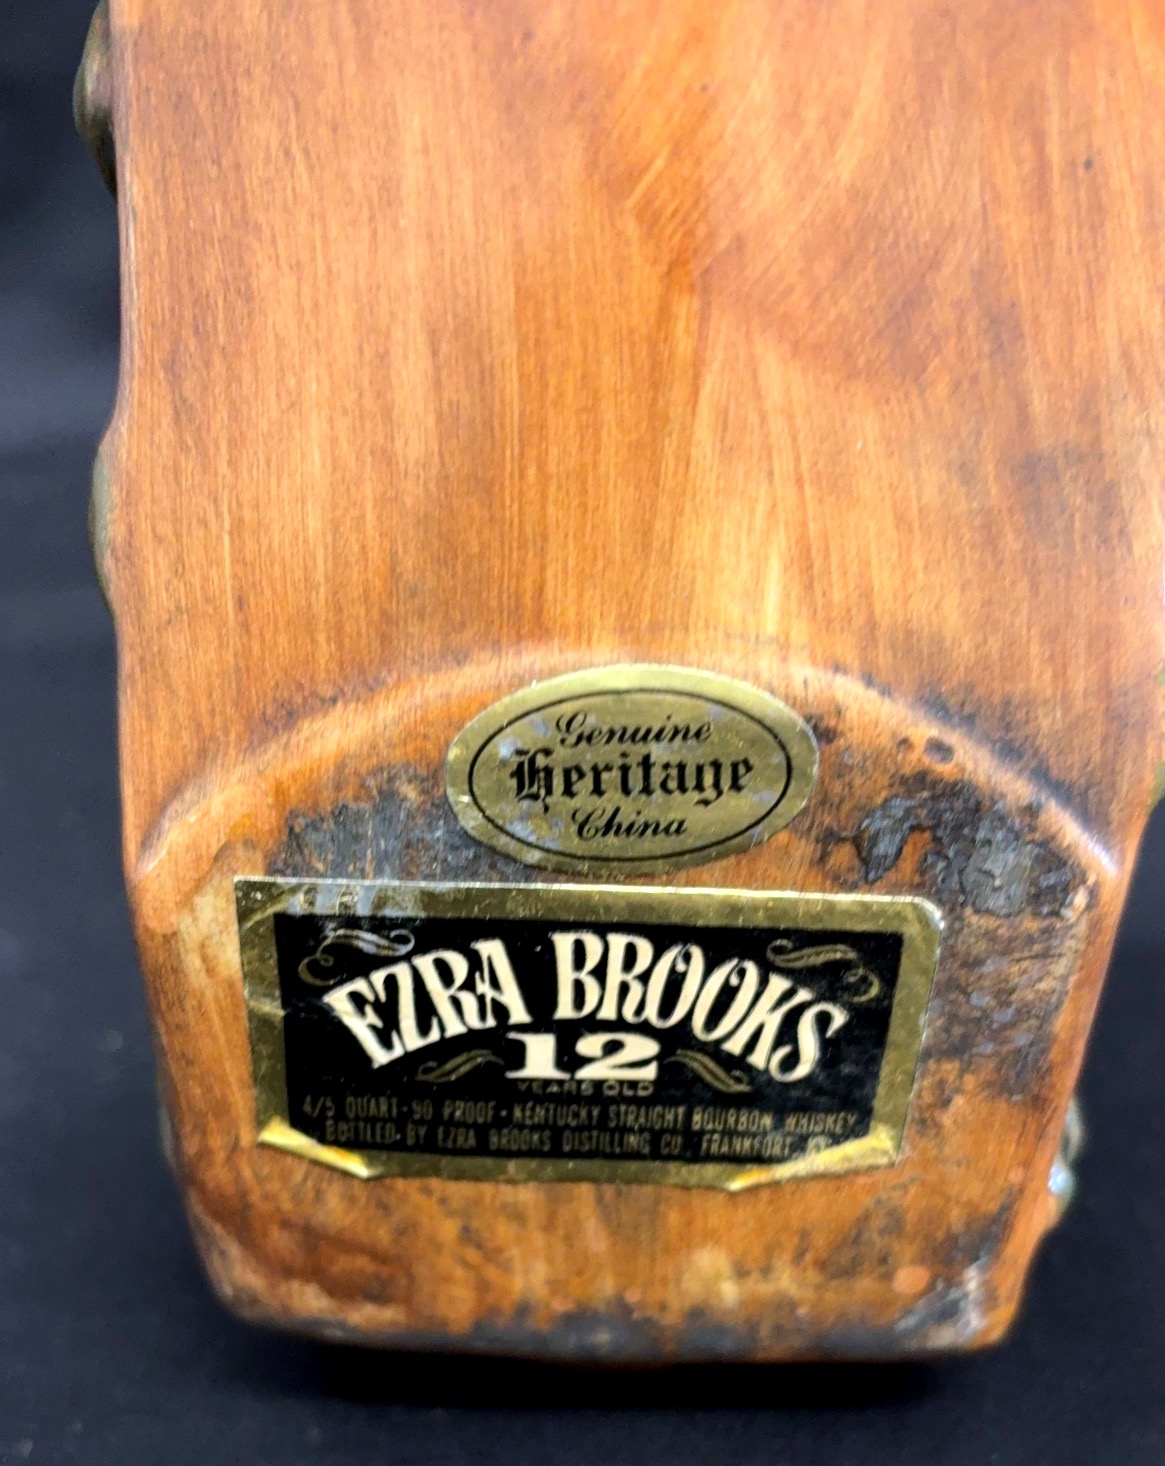 Genuine
Heritage
China
EZRA BROOKS
12
YEARS OLD
4/5 QUART - 90 PROOF - KENTUCKY STRAIGHT BOURBON WHISKEY
BOTTLED BY EZRA BROOKS DISTILLING CO., FRANKFORT, KY.